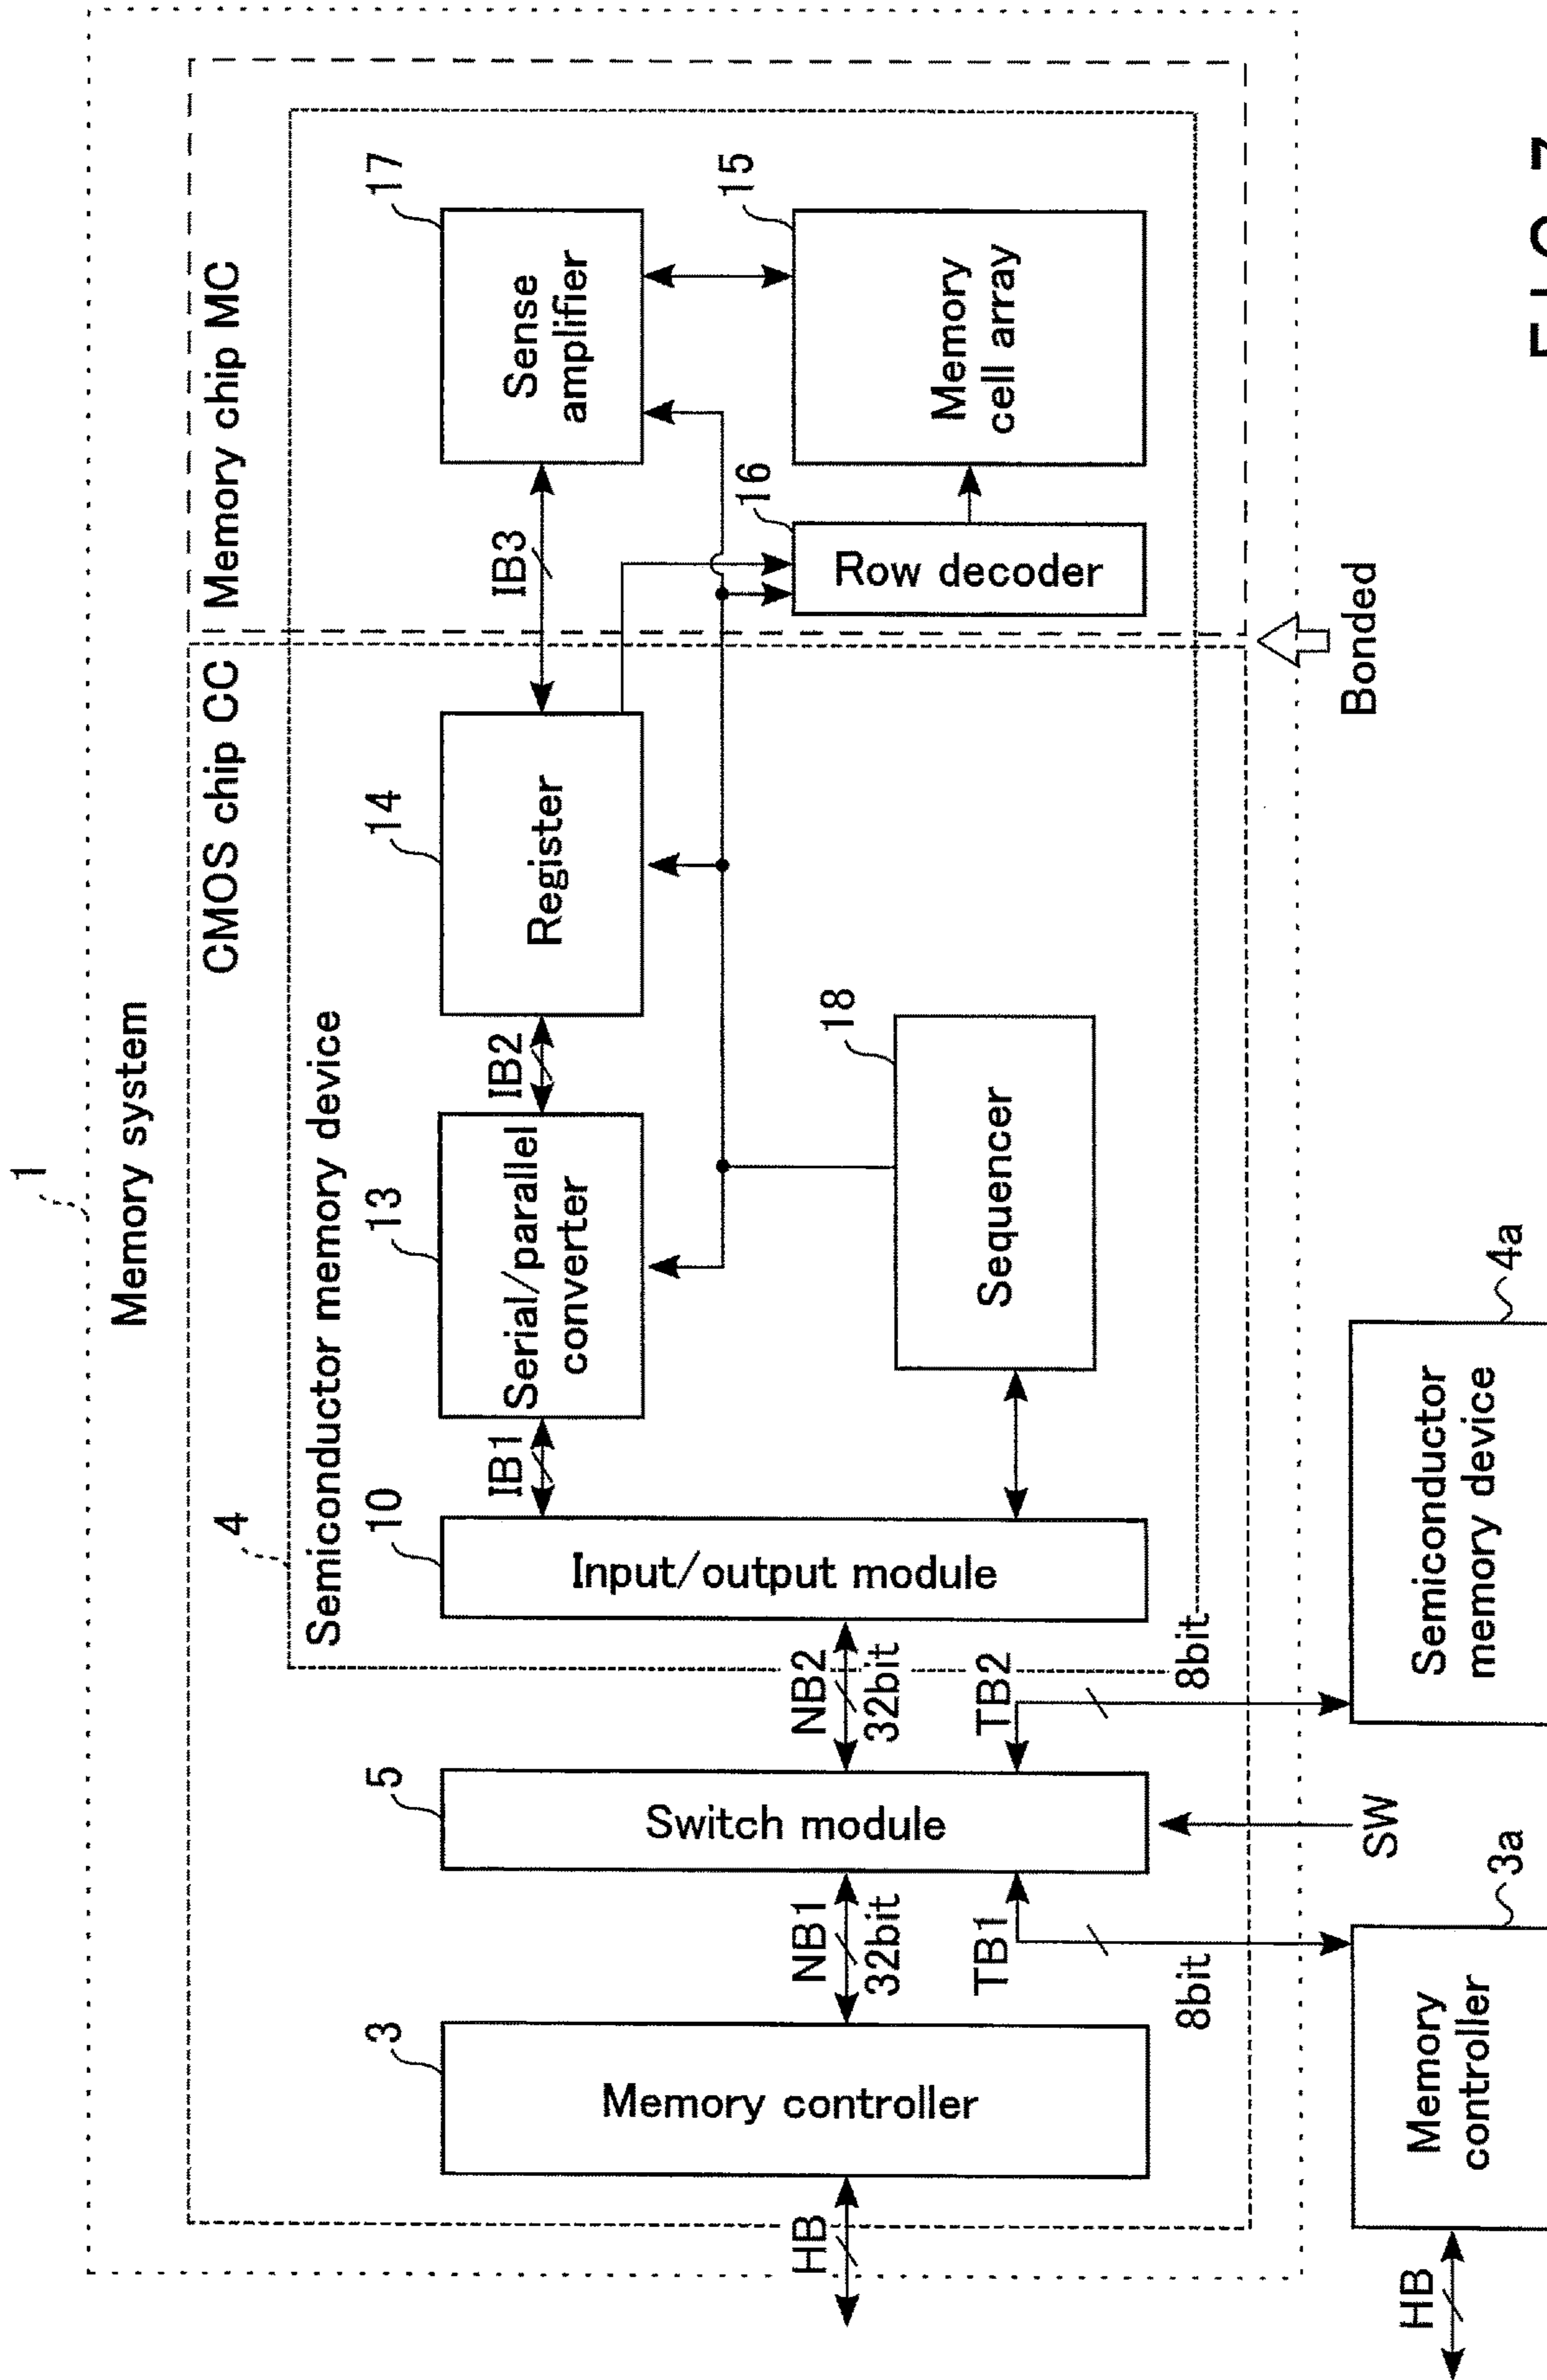 1
Memory system
CMOS chip CC
Memory chip MC
4
Semiconductor memory device
3
Memory controller
HB
NB1
32bit
TB1
8bit
5
Switch module
NB2
32bit
TB2
8bit
10
Input/output module
IB1
13
Serial/parallel
converter
IB2
14
Register
IB3
17
Sense
amplifier
18
Sequencer
16
Row decoder
15
Memory
cell array
Bonded
SW
HB
Memory
controller
3a
Semiconductor
memory device
4a